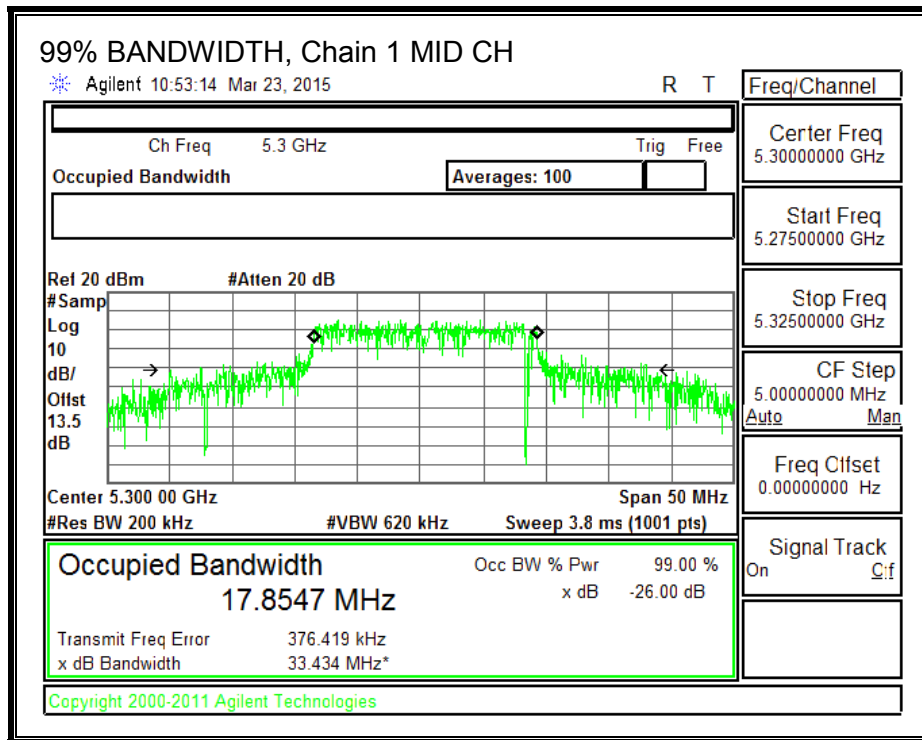 99% BANDWIDTH, Chain 1 MID CH
Agilent 10:53:14 Mar 23, 2015 R T
Freq/Channel
Ch Freq 5.3 GHz Trig Free
Occupied Bandwidth Averages: 100
Center Freq
5.30000000 GHz
Start Freq
5.27500000 GHz
Stop Freq
5.32500000 GHz
CF Step
5.00000000 MHz
Auto Man
Freq Offset
0.00000000 Hz
Signal Track
On Off
Ref 20 dBm #Atten 20 dB
#Samp
Log
10
dB/
Offst
13.5
dB
Center 5.300 00 GHz Span 50 MHz
#Res BW 200 kHz #VBW 620 kHz Sweep 3.8 ms (1001 pts)
Occupied Bandwidth Occ BW % Pwr 99.00 %
17.8547 MHz x dB -26.00 dB
Transmit Freq Error 376.419 kHz
x dB Bandwidth 33.434 MHz*
Copyright 2000-2011 Agilent Technologies